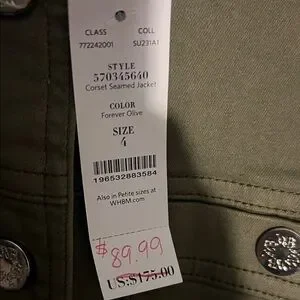 CLASS COLL
772242001 SU231A1
STYLE
570345640
Corset Seamed Jacket
COLOR
Forever Olive
SIZE
4
196532883584
Also in Petite sizes at
WHBM.com
$89.99
US:$175.00